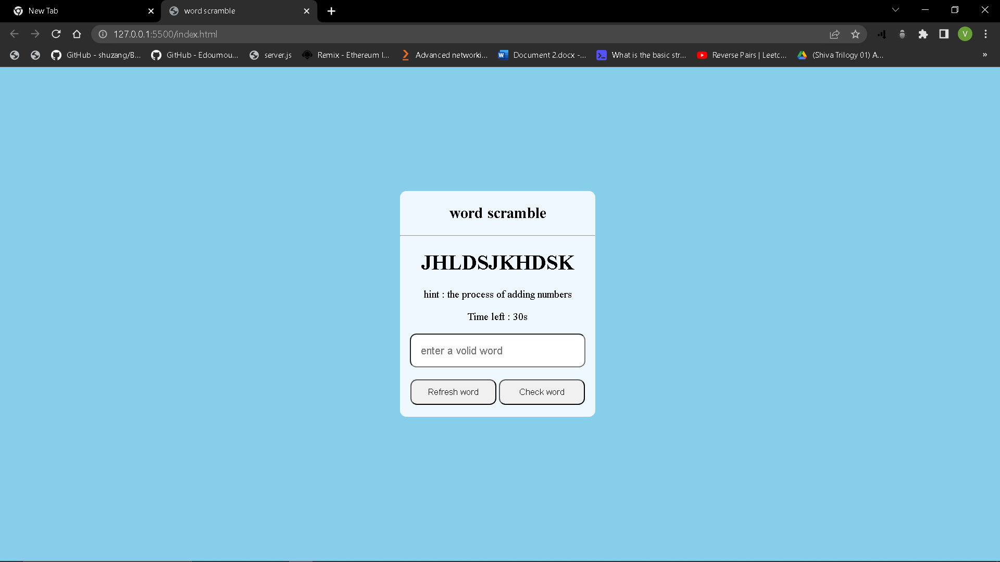 New Tab
word scramble
127.0.0.1:5500/index.html
V
GitHub - shuzang/B...
GitHub - Edoumou...
server.js
Remix - Ethereum I...
Advanced networki...
Document 2.docx -...
What is the basic str...
Reverse Pairs | Leetc...
(Shiva Trilogy 01) A...
»
word scramble
JHLDSJKHDSK
hint : the process of adding numbers
Time left : 30s
enter a volid word
Refresh word
Check word